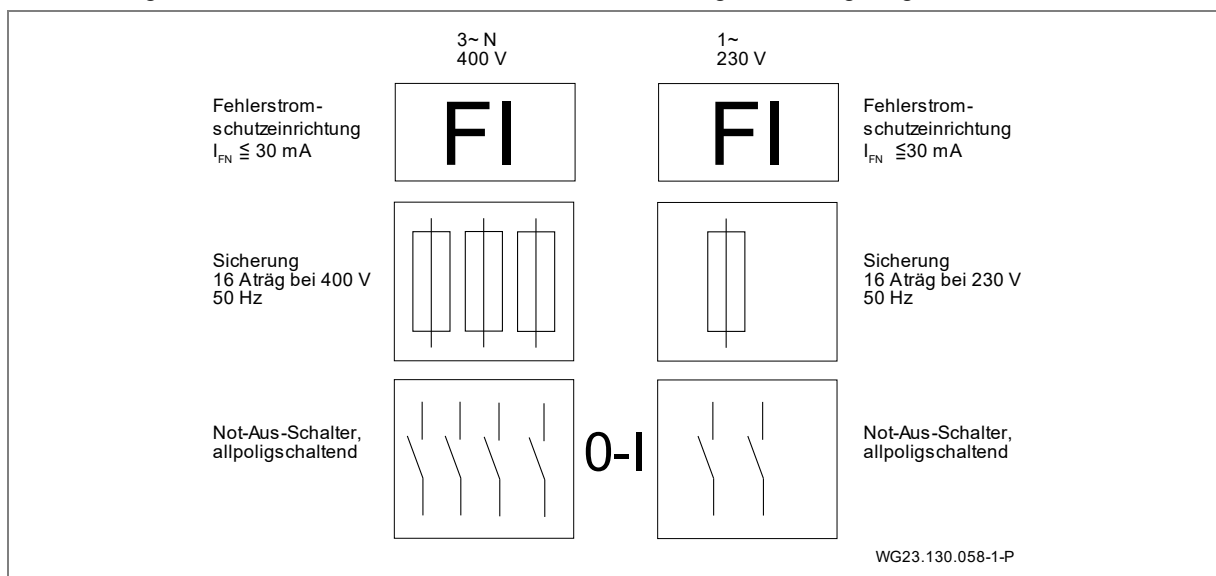 3~ N
400 V
1~
230 V
Fehlerstrom-
schutzeinrichtung
I_FN ≦ 30 mA
FI
FI
Fehlerstrom-
schutzeinrichtung
I_FN ≦30 mA
Sicherung
16 Aträg bei 400 V
50 Hz
Sicherung
16 Aträg bei 230 V
50 Hz
Not-Aus-Schalter,
allpoligschaltend
0-I
Not-Aus-Schalter,
allpoligschaltend
WG23.130.058-1-P